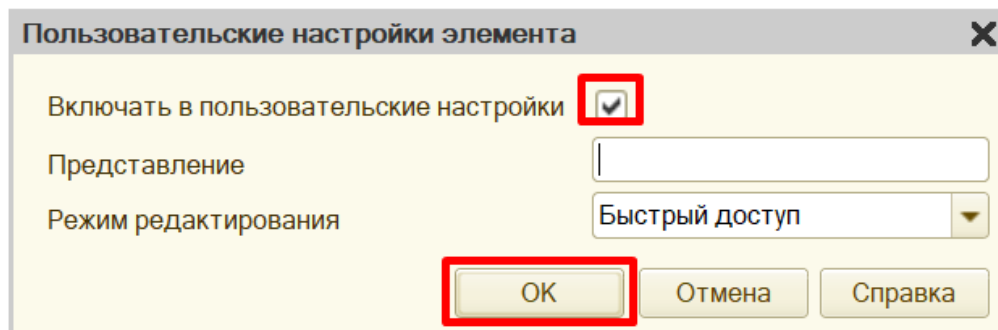 Пользовательские настройки элемента
Включать в пользовательские настройки
Представление
Режим редактирования Быстрый доступ
OK Отмена Справка